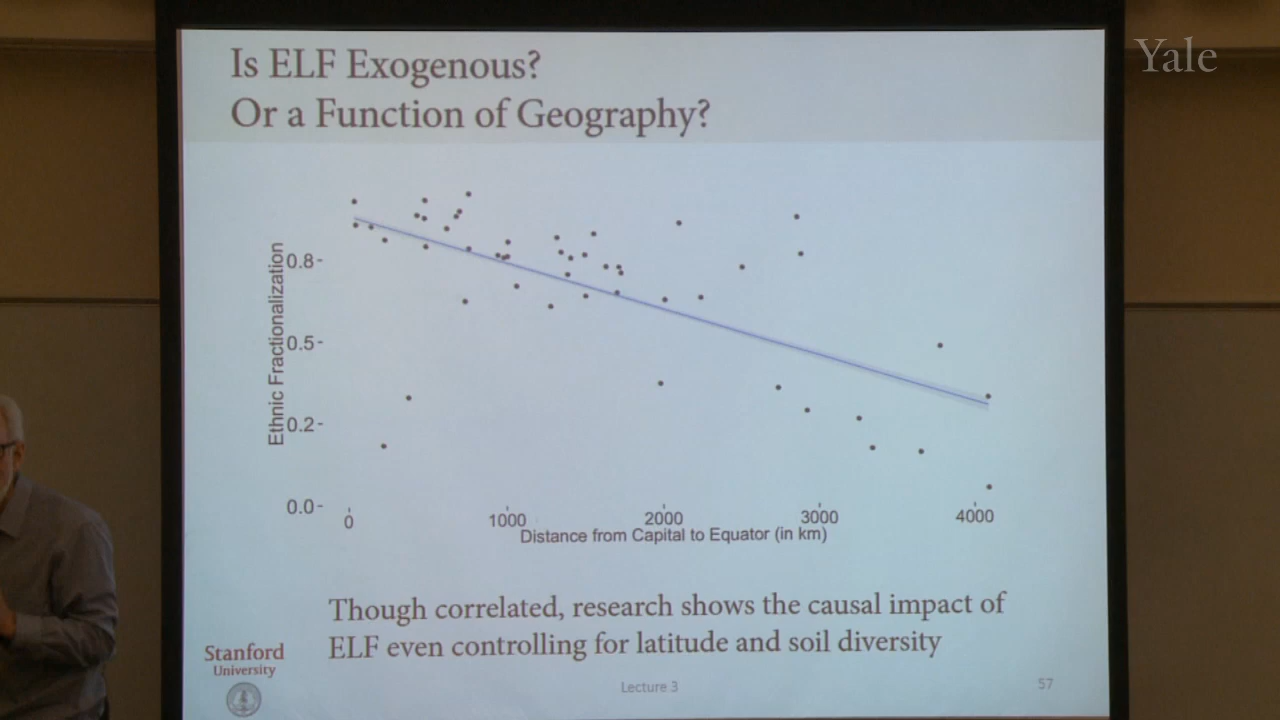 Yale
Is ELF Exogenous?
Or a Function of Geography?
Ethnic Fractionalization
0.8
0.5
0.2
0.0
0
1000
2000
3000
4000
Distance from Capital to Equator (in km)
Though correlated, research shows the causal impact of
ELF even controlling for latitude and soil diversity
Stanford
University
Lecture 3
57